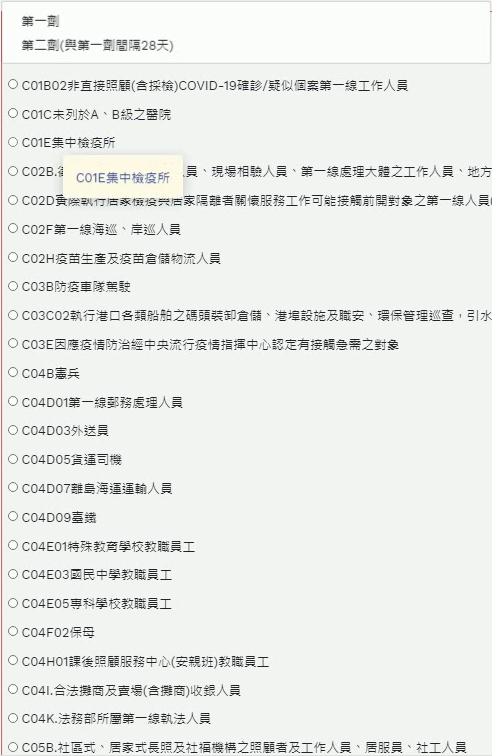 第一劑
第二劑(與第一劑間隔28天)
C01B02非直接照顧(含採檢)COVID-19確診/疑似個案第一線工作人員
C01C未列於A、B級之醫院
C01E集中檢疫所
C02B.
人員、現場相驗人員、第一線處理大體之工作人員、地方
C01E集中檢疫所
C02D實際執行居家檢疫與居家隔離者關懷服務工作可能接觸前開對象之第一線人員(
C02F第一線海巡、岸巡人員
C02H疫苗生產及疫苗倉儲物流人員
C03B防疫車隊駕駛
C03C02執行港口各類船舶之碼頭裝卸倉儲、港埠設施及職安、環保管理巡查，引水
C03E因應疫情防治經中央流行疫情指揮中心認定有接觸急需之對象
C04B憲兵
C04D01第一線郵務處理人員
C04D03外送員
C04D05貨運司機
C04D07離島海運運輸人員
C04D09臺鐵
C04E01特殊教育學校教職員工
C04E03國民中學教職員工
C04E05專科學校教職員工
C04F02保母
C04H01課後照顧服務中心(安親班)教職員工
C04I.合法攤商及賣場(含攤商)收銀人員
C04K.法務部所屬第一線執法人員
C05B.社區式、居家式長照及社福機構之照顧者及工作人員、居服員、社工人員